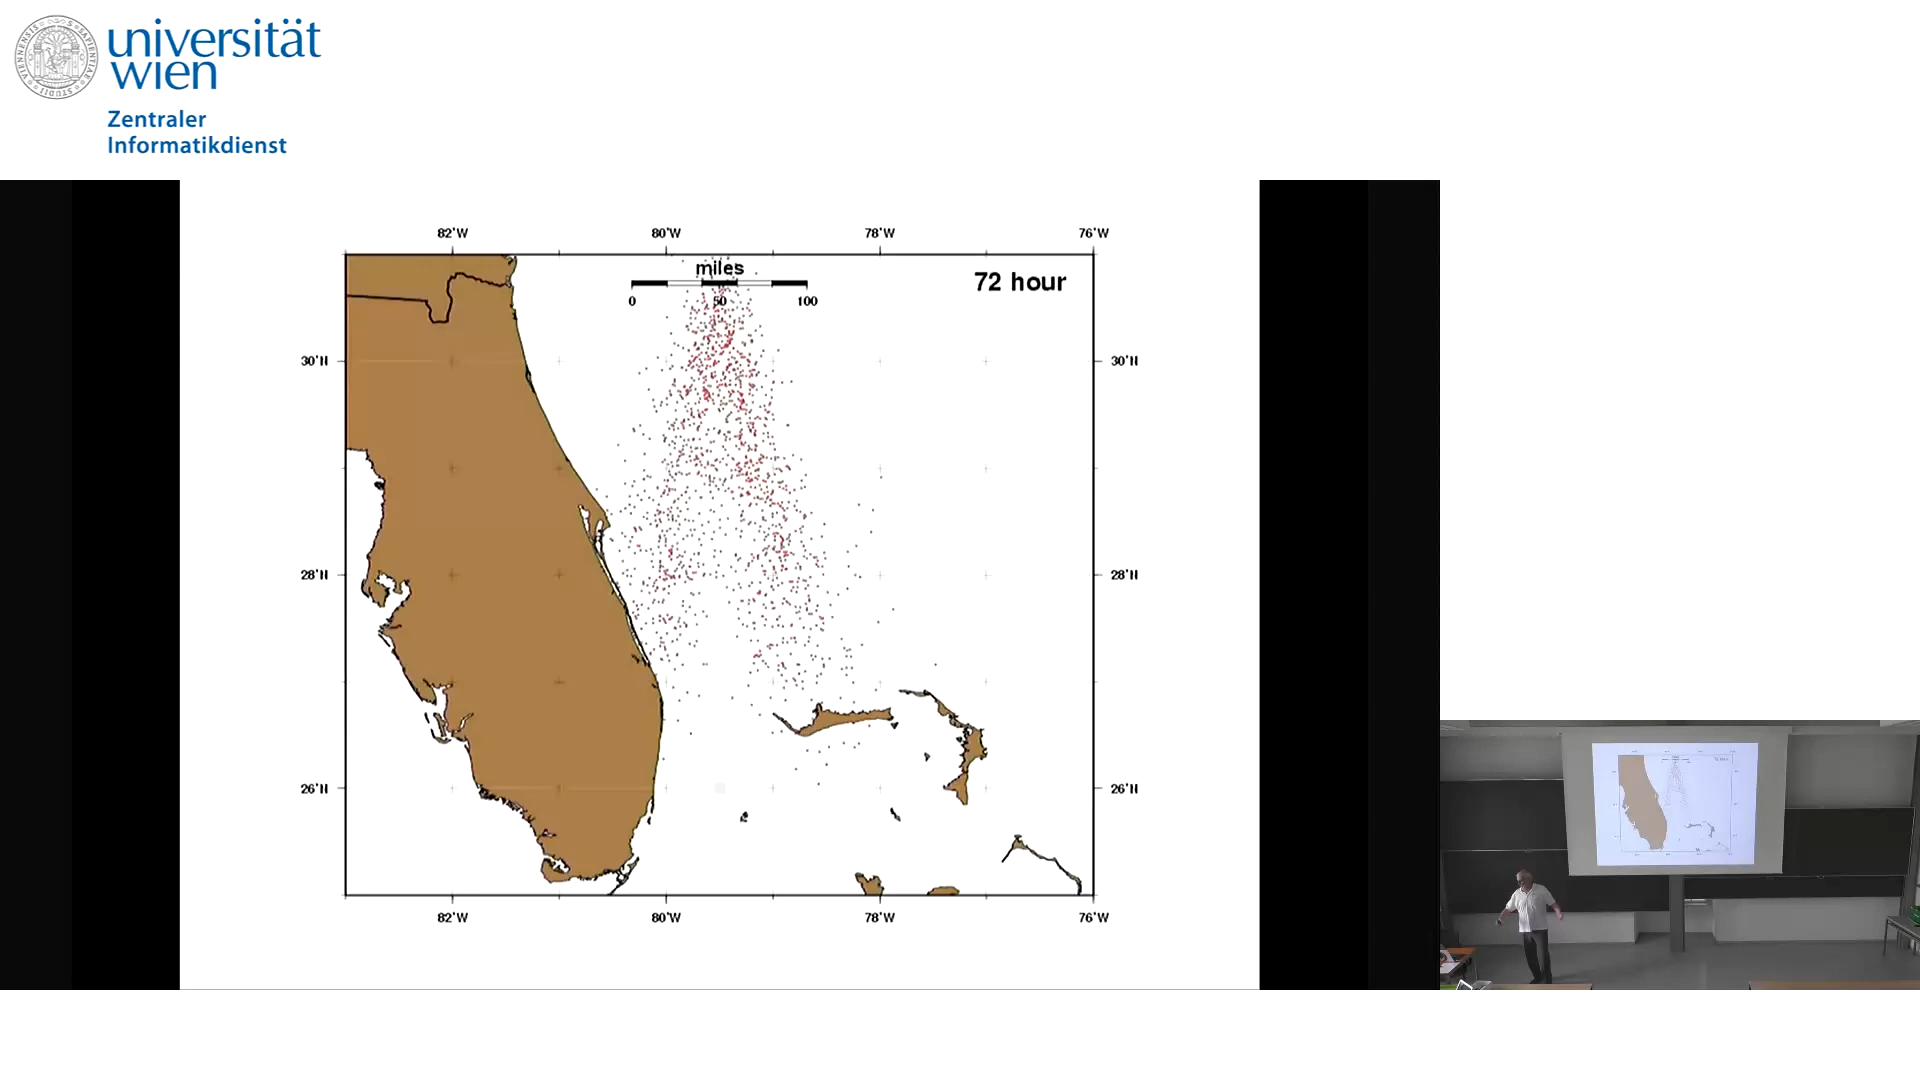 universität
wien
Zentraler
Informatikdienst
82°W 80°W 78°W 76°W
miles
72 hour
0 50 100
30°N 30°N
28°N 28°N
26°N 26°N
82°W 80°W 78°W 76°W